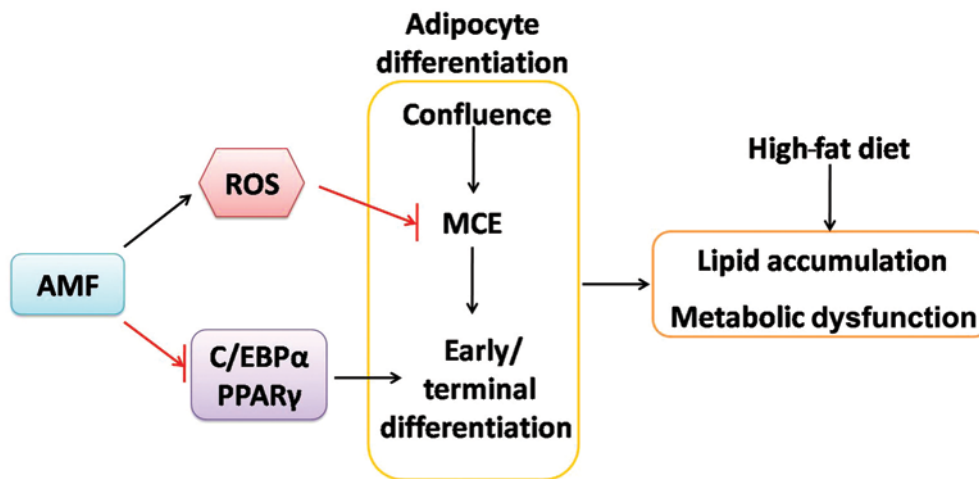 Adipocyte
differentiation
Confluence
High-fat diet
ROS
MCE
Lipid accumulation
AMF
Metabolic dysfunction
C/EBPα
PPARγ
Early/
terminal
differentiation